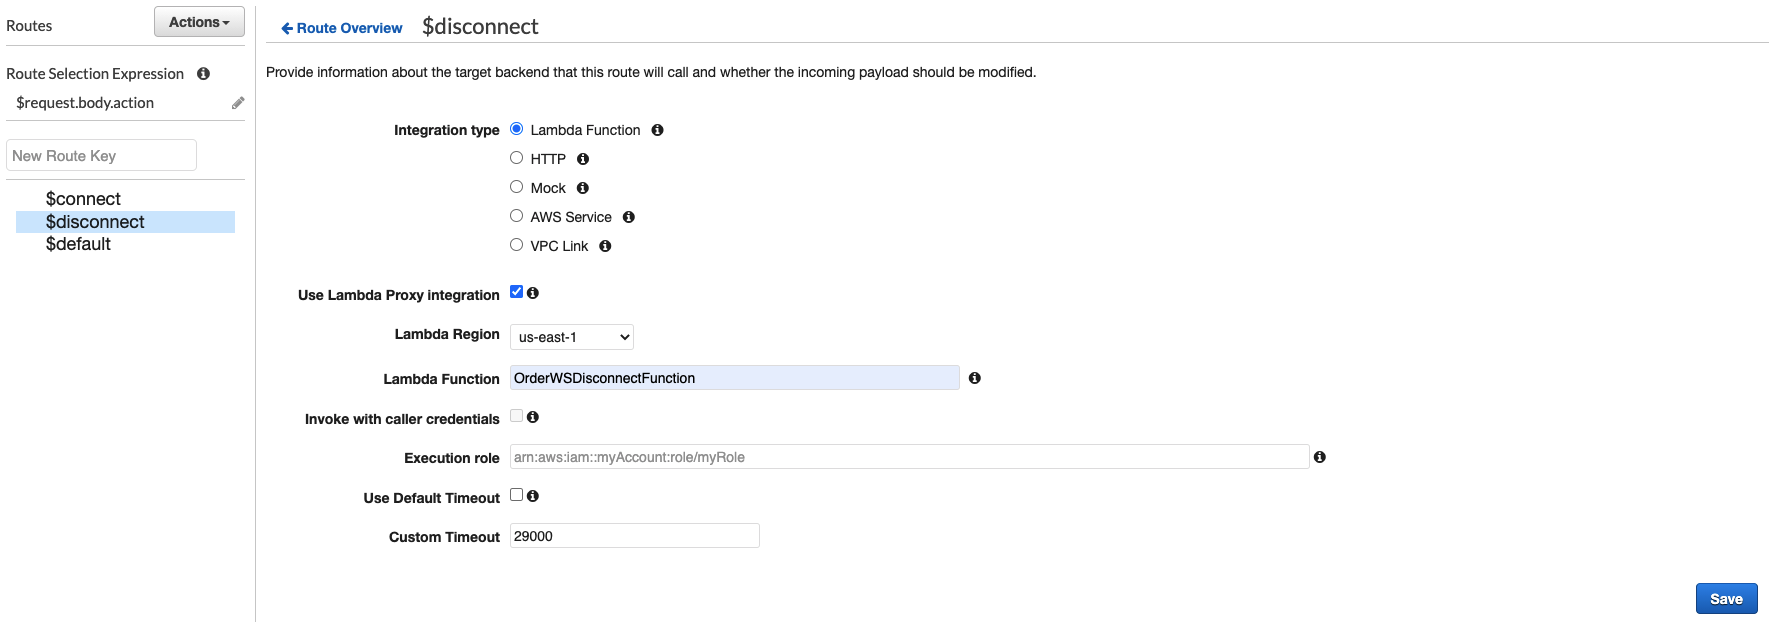 Routes
Actions
Route Selection Expression
$request.body.action
New Route Key
$connect
$disconnect
$default
Route Overview
$disconnect
Provide information about the target backend that this route will call and whether the incoming payload should be modified.
Integration type
Lambda Function
HTTP
Mock
AWS Service
VPC Link
Use Lambda Proxy integration
Lambda Region
us-east-1
Lambda Function
OrderWSDisconnectFunction
Invoke with caller credentials
Execution role
arn:aws:iam::myAccount:role/myRole
Use Default Timeout
Custom Timeout
29000
Save